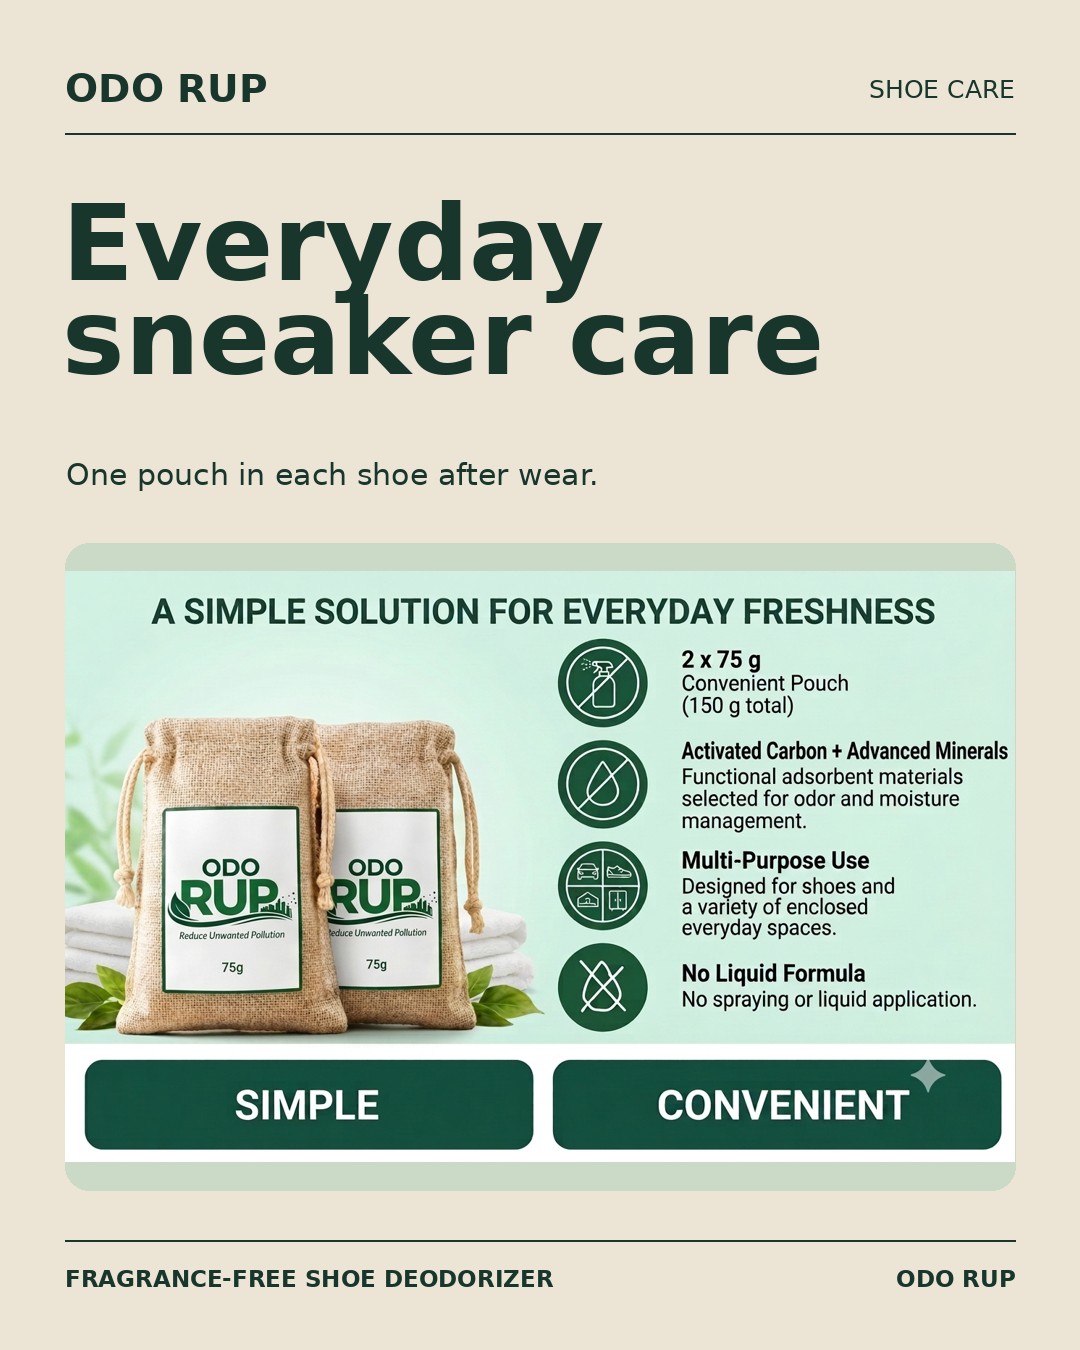 ODO RUP
SHOE CARE
Everyday
sneaker care
One pouch in each shoe after wear.
A SIMPLE SOLUTION FOR EVERYDAY FRESHNESS
2 x 75 g
Convenient Pouch
(150 g total)
Activated Carbon + Advanced Minerals
Functional adsorbent materials
selected for odor and moisture
management.
Multi-Purpose Use
Designed for shoes and
a variety of enclosed
everyday spaces.
No Liquid Formula
No spraying or liquid application.
ODO
RUP
Reduce Unwanted Pollution
75g
ODO
RUP
Reduce Unwanted Pollution
75g
SIMPLE
CONVENIENT
FRAGRANCE-FREE SHOE DEODORIZER
ODO RUP